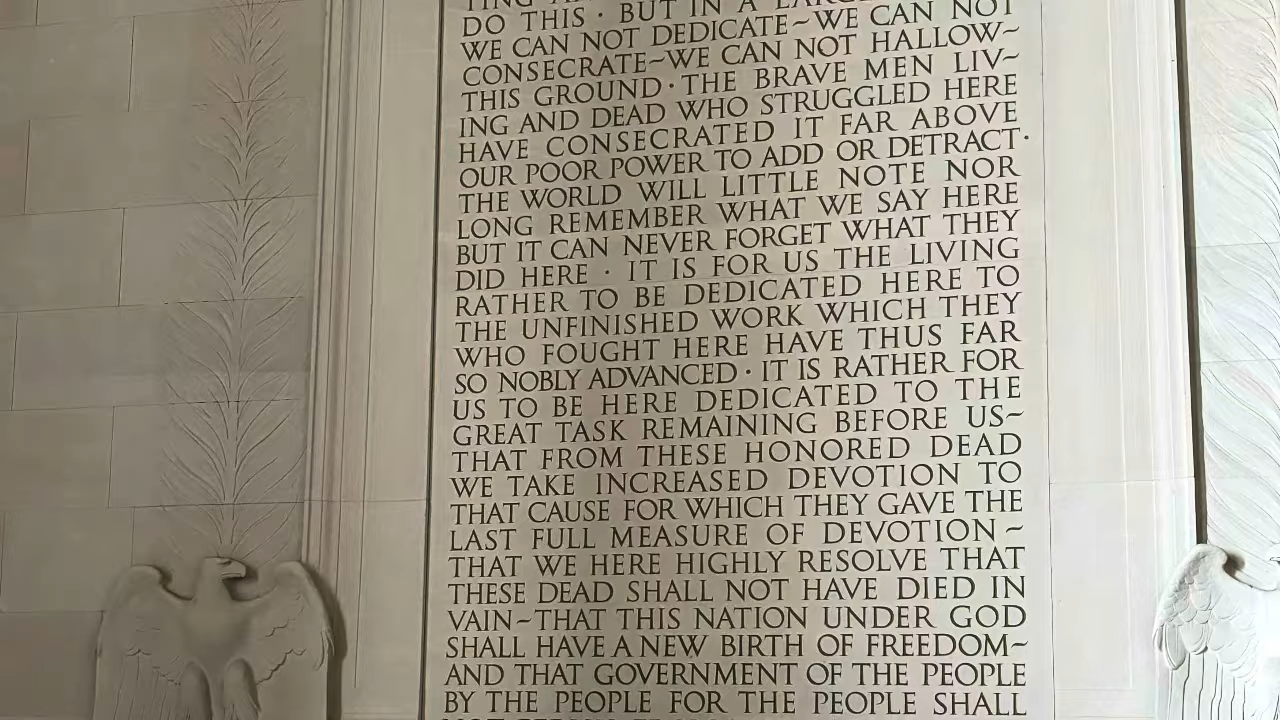 DO THIS · BUT IN A
WE CAN NOT DEDICATE~WE CAN NOT
CONSECRATE~WE CAN NOT HALLOW~
THIS GROUND · THE BRAVE MEN LIV~
ING AND DEAD WHO STRUGGLED HERE
HAVE CONSECRATED IT FAR ABOVE
OUR POOR POWER TO ADD OR DETRACT·
THE WORLD WILL LITTLE NOTE NOR
LONG REMEMBER WHAT WE SAY HERE
BUT IT CAN NEVER FORGET WHAT THEY
DID HERE · IT IS FOR US THE LIVING
RATHER TO BE DEDICATED HERE TO
THE UNFINISHED WORK WHICH THEY
WHO FOUGHT HERE HAVE THUS FAR
SO NOBLY ADVANCED · IT IS RATHER FOR
US TO BE HERE DEDICATED TO THE
GREAT TASK REMAINING BEFORE US~
THAT FROM THESE HONORED DEAD
WE TAKE INCREASED DEVOTION TO
THAT CAUSE FOR WHICH THEY GAVE THE
LAST FULL MEASURE OF DEVOTION~
THAT WE HERE HIGHLY RESOLVE THAT
THESE DEAD SHALL NOT HAVE DIED IN
VAIN~THAT THIS NATION UNDER GOD
SHALL HAVE A NEW BIRTH OF FREEDOM~
AND THAT GOVERNMENT OF THE PEOPLE
BY THE PEOPLE FOR THE PEOPLE SHALL